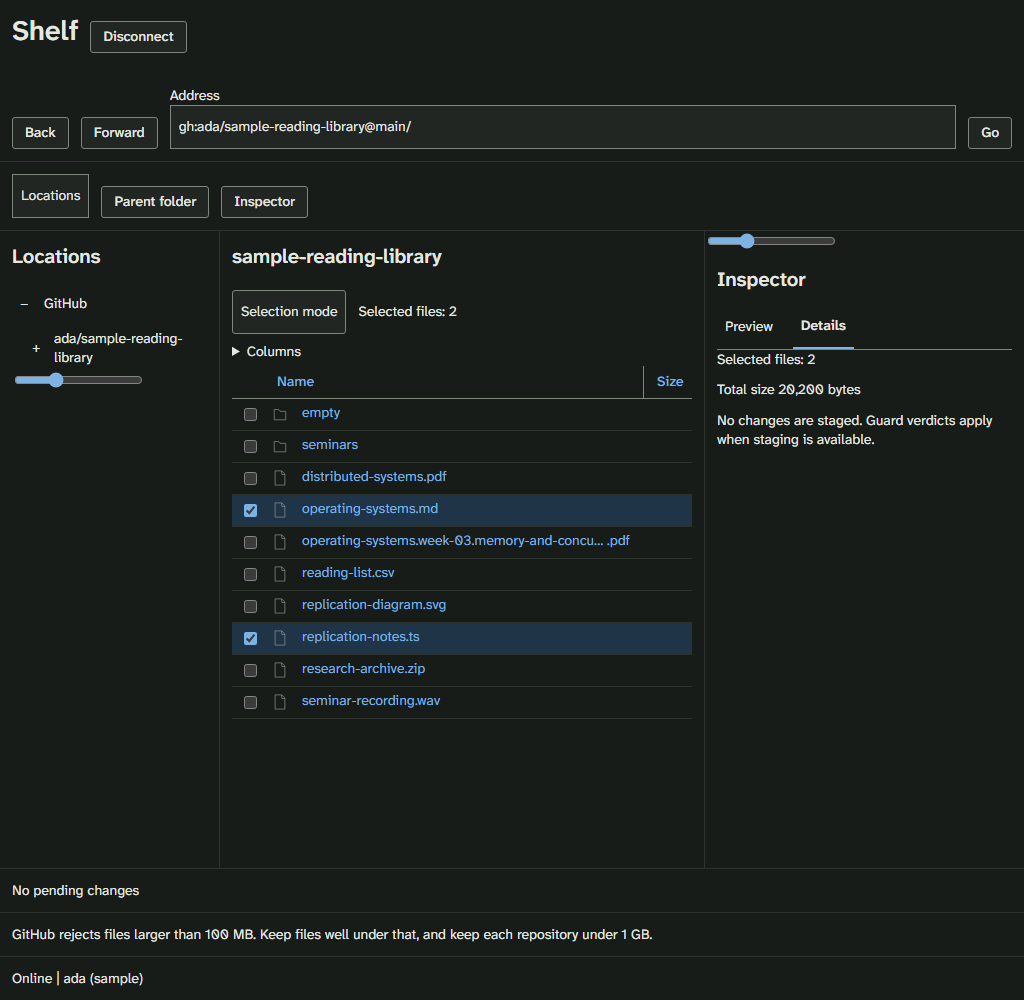 Shelf
Disconnect
Address
Back
Forward
gh:ada/sample-reading-library@main/
Go
Locations
Parent folder
Inspector
Locations
− GitHub
+ ada/sample-reading-
library
sample-reading-library
Selection mode
Selected files: 2
Columns
Name
Size
empty
seminars
distributed-systems.pdf
operating-systems.md
operating-systems.week-03.memory-and-concu... .pdf
reading-list.csv
replication-diagram.svg
replication-notes.ts
research-archive.zip
seminar-recording.wav
Inspector
Preview
Details
Selected files: 2
Total size 20,200 bytes
No changes are staged. Guard verdicts apply
when staging is available.
No pending changes
GitHub rejects files larger than 100 MB. Keep files well under that, and keep each repository under 1 GB.
Online | ada (sample)